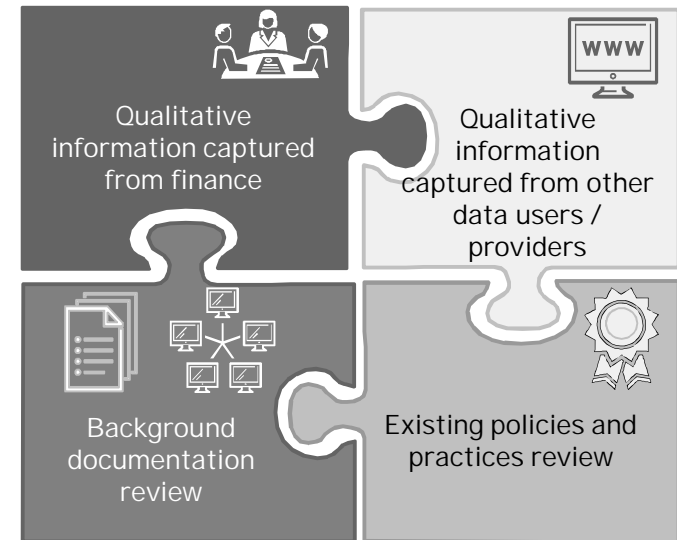 WWW
Qualitative
information captured
from finance
Qualitative
information
captured from other
data users /
providers
Background
documentation
review
Existing policies and
practices review